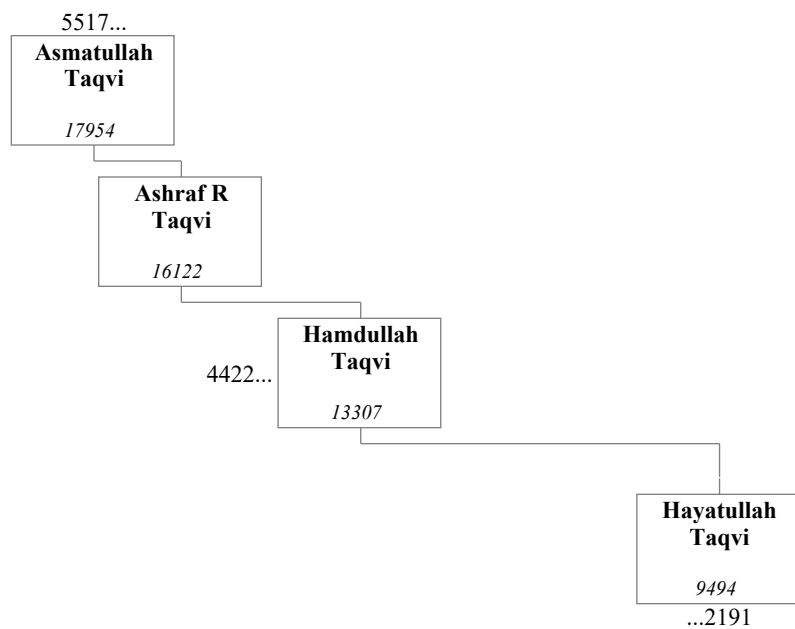 5517...
Asmatullah
Taqvi
17954
Ashraf R
Taqvi
16122
Hamdullah
Taqvi
4422...
13307
Hayatullah
Taqvi
9494
...2191